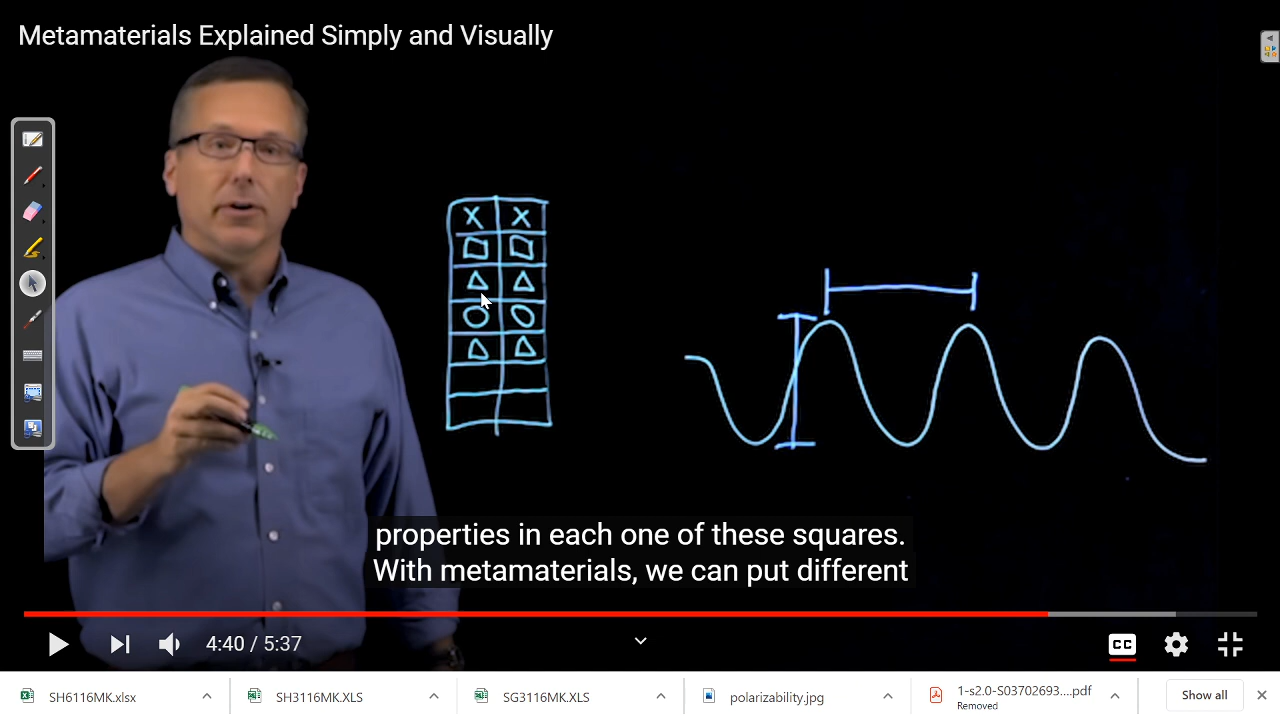 Metamaterials Explained Simply and Visually
X X
properties in each one of these squares.
With metamaterials, we can put different
4:40 / 5:37
CC
SH6116MK.xlsx
SH3116MK.XLS
SG3116MK.XLS
polarizability.jpg
1-s2.0-S03702693....pdf
Removed
Show all